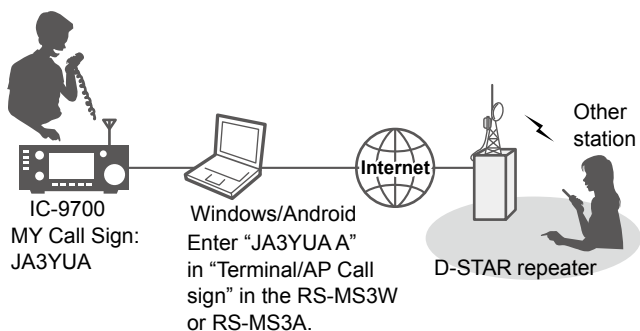 IC-9700
MY Call Sign:
JA3YUA
Windows/Android
Enter “JA3YUA A”
in “Terminal/AP Call
sign” in the RS-MS3W
or RS-MS3A.
Internet
D-STAR repeater
Other
station